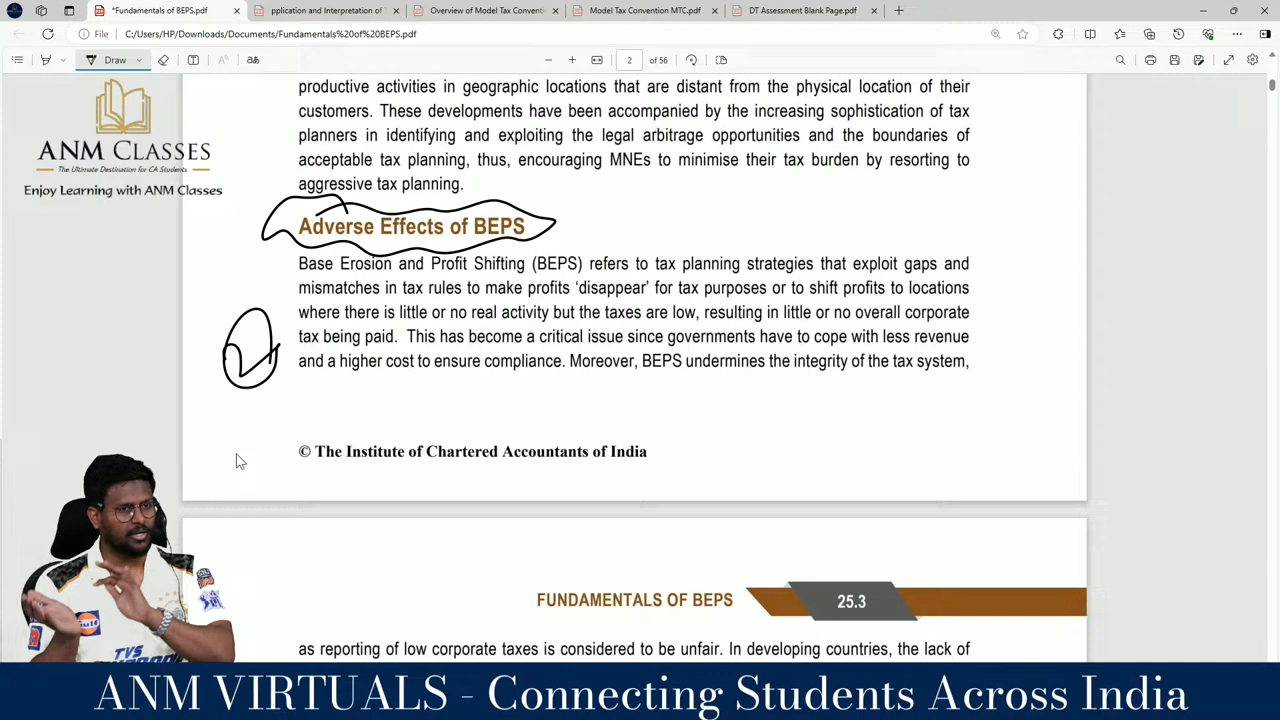 *Fundamentals of BEPS.pdf
pplication and Interpretation of T
Overview of Model Tax Conventi
Model Tax Convention MTC.pdf
DT Assessment Blank Page.pdf
File
C:/Users/HP/Downloads/Documents/Fundamentals%20of%20BEPS.pdf
Draw
2 of 56
productive activities in geographic locations that are distant from the physical location of their
customers. These developments have been accompanied by the increasing sophistication of tax
planners in identifying and exploiting the legal arbitrage opportunities and the boundaries of
acceptable tax planning, thus, encouraging MNEs to minimise their tax burden by resorting to
aggressive tax planning.
ANM CLASSES
The Ultimate Destination for CA Students
Enjoy Learning with ANM Classes
Adverse Effects of BEPS
Base Erosion and Profit Shifting (BEPS) refers to tax planning strategies that exploit gaps and
mismatches in tax rules to make profits ‘disappear’ for tax purposes or to shift profits to locations
where there is little or no real activity but the taxes are low, resulting in little or no overall corporate
tax being paid. This has become a critical issue since governments have to cope with less revenue
and a higher cost to ensure compliance. Moreover, BEPS undermines the integrity of the tax system,
© The Institute of Chartered Accountants of India
FUNDAMENTALS OF BEPS
25.3
as reporting of low corporate taxes is considered to be unfair. In developing countries, the lack of
Gulf
TVS
ANM VIRTUALS - Connecting Students Across India